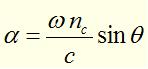 α = ω n_c / c sin θ